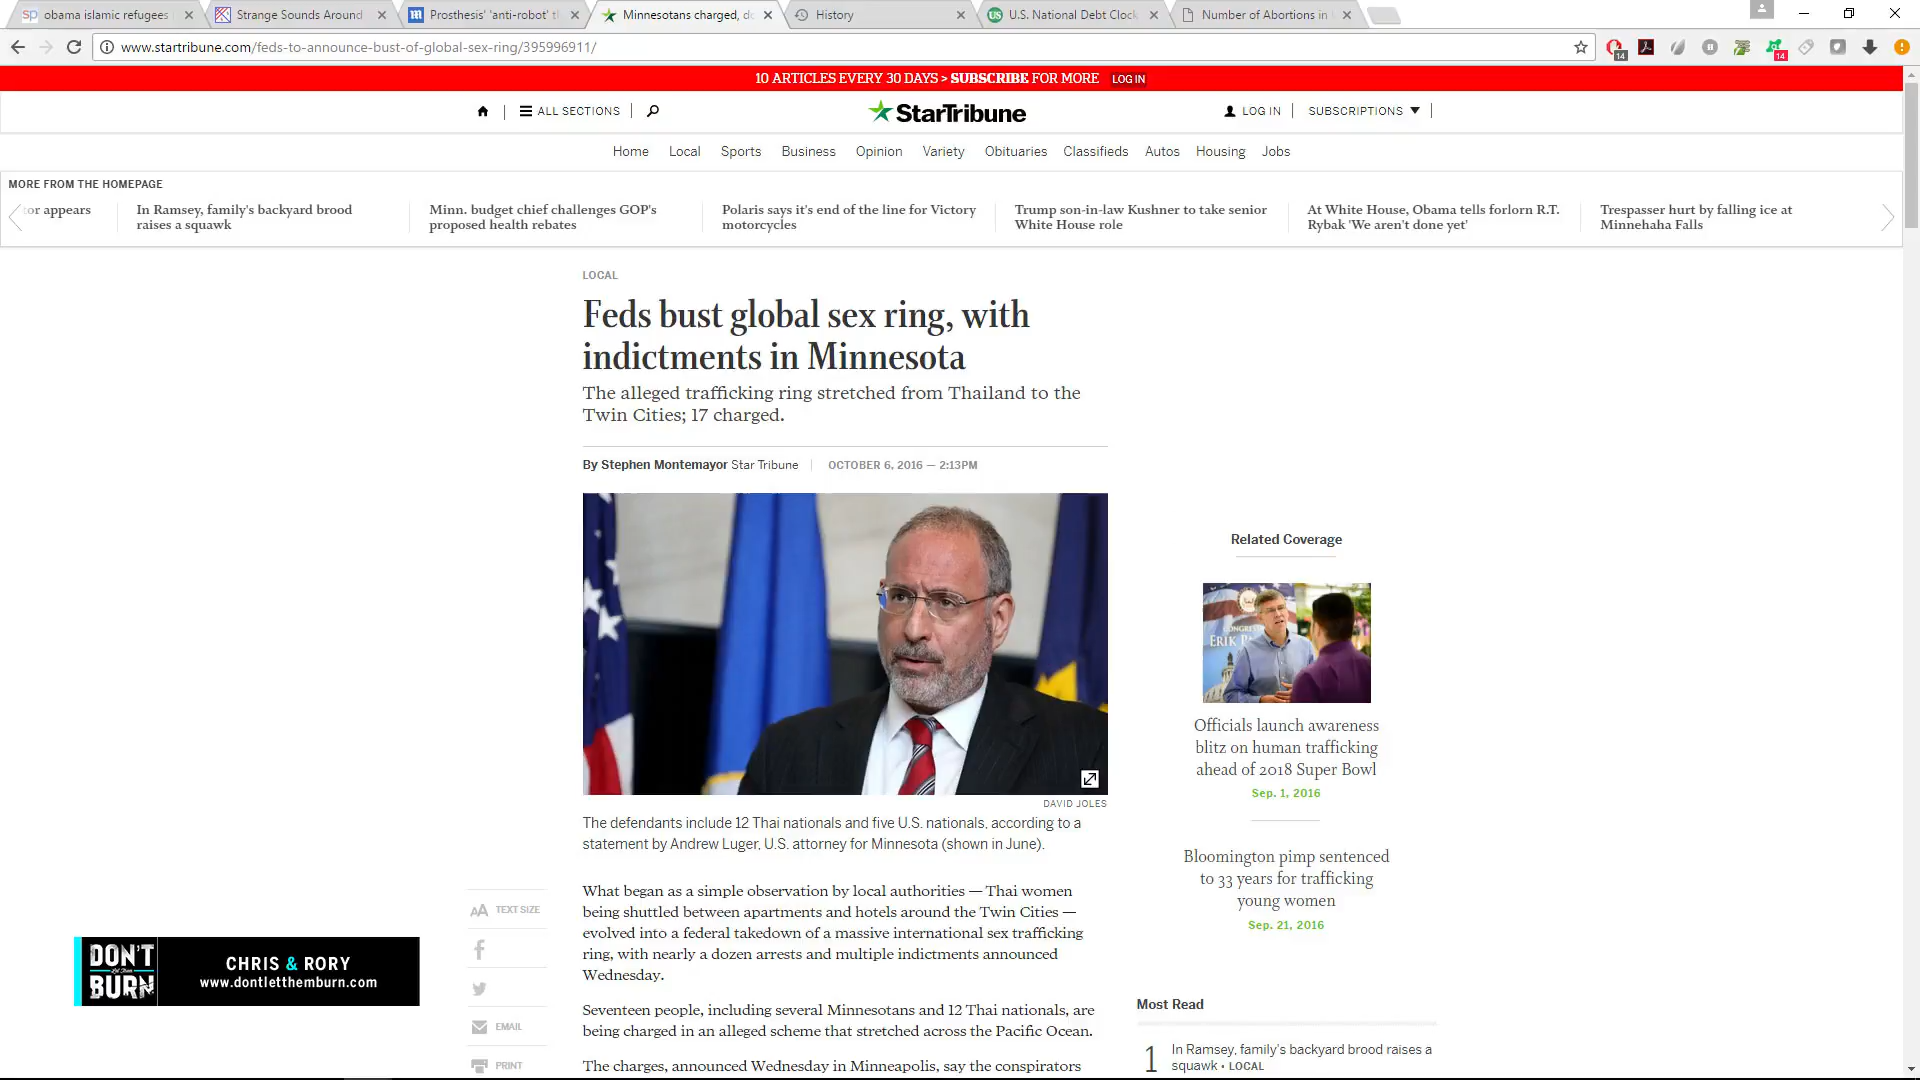 obama islamic refugees
Strange Sounds Around
Prosthesis' 'anti-robot' t
Minnesotans charged, d
History
U.S. National Debt Clock
Number of Abortions in
www.startribune.com/feds-to-announce-bust-of-global-sex-ring/395996911/
10 ARTICLES EVERY 30 DAYS > SUBSCRIBE FOR MORE LOG IN
ALL SECTIONS
StarTribune
LOG IN
SUBSCRIPTIONS
Home Local Sports Business Opinion Variety Obituaries Classifieds Autos Housing Jobs
MORE FROM THE HOMEPAGE
tor appears
In Ramsey, family's backyard brood
raises a squawk
Minn. budget chief challenges GOP's
proposed health rebates
Polaris says it's end of the line for Victory
motorcycles
Trump son-in-law Kushner to take senior
White House role
At White House, Obama tells forlorn R.T.
Rybak 'We aren't done yet'
Trespasser hurt by falling ice at
Minnehaha Falls
LOCAL
Feds bust global sex ring, with
indictments in Minnesota
The alleged trafficking ring stretched from Thailand to the
Twin Cities; 17 charged.
By Stephen Montemayor Star Tribune
OCTOBER 6, 2016 — 2:13PM
DAVID JOLES
The defendants include 12 Thai nationals and five U.S. nationals, according to a
statement by Andrew Luger, U.S. attorney for Minnesota (shown in June).
TEXT SIZE
EMAIL
PRINT
What began as a simple observation by local authorities — Thai women
being shuttled between apartments and hotels around the Twin Cities —
evolved into a federal takedown of a massive international sex trafficking
ring, with nearly a dozen arrests and multiple indictments announced
Wednesday.
Seventeen people, including several Minnesotans and 12 Thai nationals, are
being charged in an alleged scheme that stretched across the Pacific Ocean.
The charges, announced Wednesday in Minneapolis, say the conspirators
Related Coverage
CONGRE
ERIK P
Officials launch awareness
blitz on human trafficking
ahead of 2018 Super Bowl
Sep. 1, 2016
Bloomington pimp sentenced
to 33 years for trafficking
young women
Sep. 21, 2016
Most Read
1
In Ramsey, family's backyard brood raises a
squawk • LOCAL
DON'T
Let Them
BURN
CHRIS & RORY
www.dontletthemburn.com